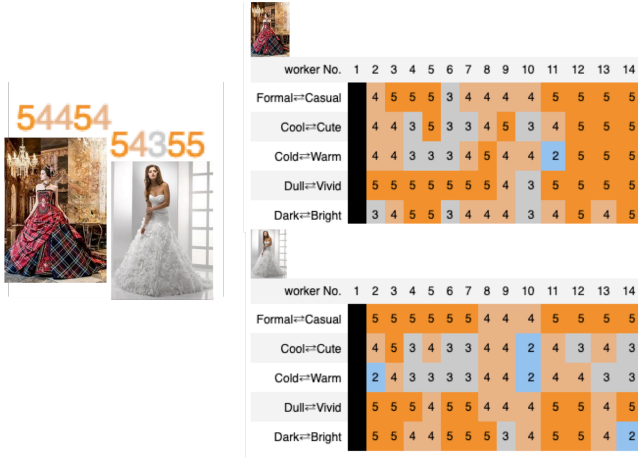 54454
54355
worker No. 1 2 3 4 5 6 7 8 9 10 11 12 13 14
Formal⇄Casual 4 5 5 5 3 4 4 4 4 5 5 5 5
Cool⇄Cute 4 4 3 5 3 3 4 5 3 4 5 5 5
Cold⇄Warm 4 4 3 3 3 4 5 4 4 2 5 5 5
Dull⇄Vivid 5 5 5 5 5 5 5 4 3 5 5 5 5
Dark⇄Bright 3 4 5 5 3 4 4 4 3 5 5 4 5
worker No. 1 2 3 4 5 6 7 8 9 10 11 12 13 14
Formal⇄Casual 5 5 5 5 5 5 4 4 4 5 5 5 5
Cool⇄Cute 4 5 3 4 3 3 4 4 2 4 3 4 3
Cold⇄Warm 2 4 3 3 3 3 4 4 2 4 4 3 3
Dull⇄Vivid 5 5 5 4 5 5 4 4 4 5 5 4 5
Dark⇄Bright 5 5 4 4 5 5 5 3 4 5 5 4 2